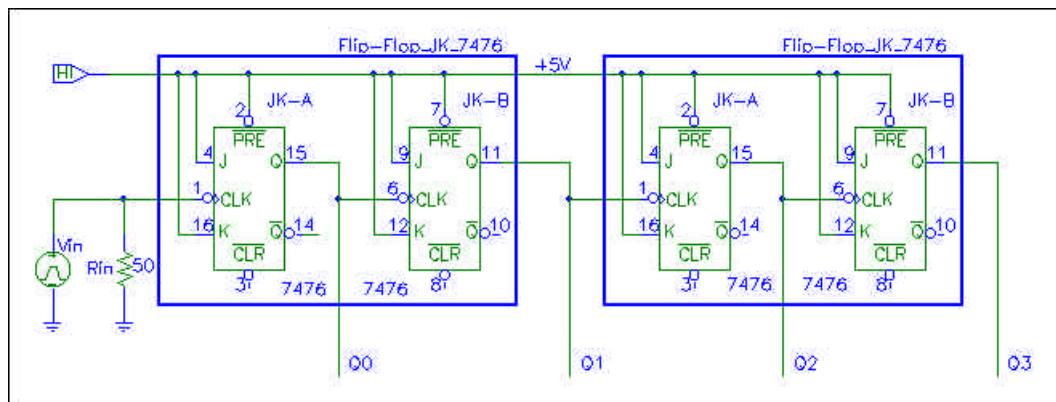 Flip-Flop_JK_7476
Flip-Flop_JK_7476
HI
+5V
JK-A
JK-B
JK-A
JK-B
2
7
2
7
PRE
PRE
PRE
PRE
4 J Q 15
9 J Q 11
4 J Q 15
9 J Q 11
1 CLK
6 CLK
1 CLK
6 CLK
16 K Q 14
12 K Q 10
16 K Q 14
12 K Q 10
CLR
CLR
CLR
CLR
Vin
Rin 50
3
7476
7476
8
3
7476
7476
8
Q0
Q1
Q2
Q3